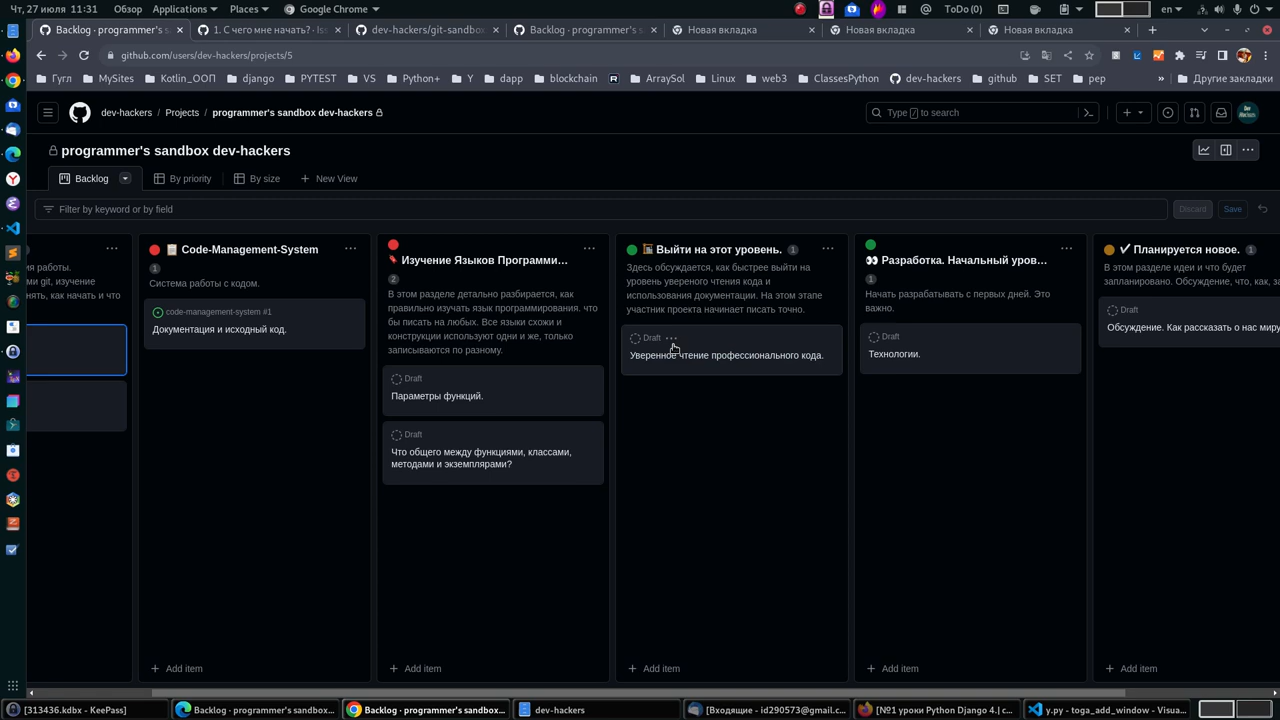 Чт, 27 июля 11:31
Обзор
Applications
Places
Google Chrome
ToDo (0)
en
Backlog · programmer's s
1. С чего мне начать? · Iss
dev-hackers/git-sandbox
Backlog · programmer's s
Новая вкладка
Новая вкладка
Новая вкладка
github.com/users/dev-hackers/projects/5
Гугл
MySites
Kotlin_ООП
django
PYTEST
VS
Python+
Y
dapp
blockchain
ArraySol
Linux
web3
ClassesPython
dev-hackers
github
SET
pep
»
Другие закладки
dev-hackers / Projects / programmer's sandbox dev-hackers
Type / to search
programmer's sandbox dev-hackers
Backlog
By priority
By size
New View
Filter by keyword or by field
Discard
Save
ия работы.
ми git, изучение
нять, как начать и что
Code-Management-System
1
Система работы с кодом.
code-management-system #1
Документация и исходный код.
Add item
Изучение Языков Программи…
2
В этом разделе детально разбирается, как
правильно изучать язык программирования. что
бы писать на любых. Все языки схожи и
конструкции используют одни и же, только
записываются по разному.
Draft
Параметры функций.
Draft
Что общего между функциями, классами,
методами и экземплярами?
Add item
Выйти на этот уровень. 1
Здесь обсуждается, как быстрее выйти на
уровень увереного чтения кода и
использования документации. На этом этапе
участник проекта начинает писать точно.
Draft
Уверенное чтение профессионального кода.
Add item
Разработка. Начальный уров…
1
Начать разрабатывать с первых дней. Это
важно.
Draft
Технологии.
Add item
Планируется новое. 1
В этом разделе идеи и что будет
запланировано. Обсуждение, что, как, за
Draft
Обсуждение. Как рассказать о нас миру
Add item
[313436.kdbx - KeePass]
Backlog · programmer's sandbox...
Backlog · programmer's sandbox...
dev-hackers
[Входящие - id290573@gmail.c...
[№1 уроки Python Django 4.] c...
y.py - toga_add_window - Visua...